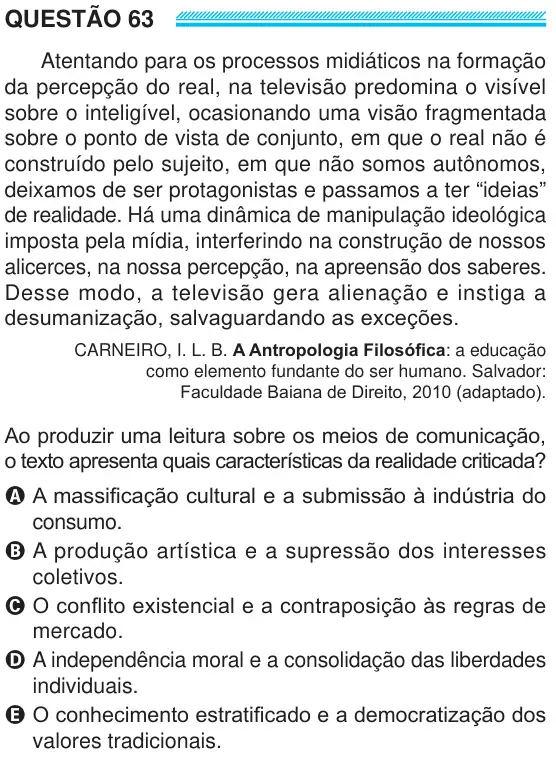 QUESTÃO 63
Atentando para os processos midiáticos na formação
da percepção do real, na televisão predomina o visível
sobre o inteligível, ocasionando uma visão fragmentada
sobre o ponto de vista de conjunto, em que o real não é
construído pelo sujeito, em que não somos autônomos,
deixamos de ser protagonistas e passamos a ter “ideias”
de realidade. Há uma dinâmica de manipulação ideológica
imposta pela mídia, interferindo na construção de nossos
alicerces, na nossa percepção, na apreensão dos saberes.
Desse modo, a televisão gera alienação e instiga a
desumanização, salvaguardando as exceções.
CARNEIRO, I. L. B. A Antropologia Filosófica: a educação
como elemento fundante do ser humano. Salvador:
Faculdade Baiana de Direito, 2010 (adaptado).
Ao produzir uma leitura sobre os meios de comunicação,
o texto apresenta quais características da realidade criticada?
A A massificação cultural e a submissão à indústria do
consumo.
B A produção artística e a supressão dos interesses
coletivos.
C O conflito existencial e a contraposição às regras de
mercado.
D A independência moral e a consolidação das liberdades
individuais.
E O conhecimento estratificado e a democratização dos
valores tradicionais.